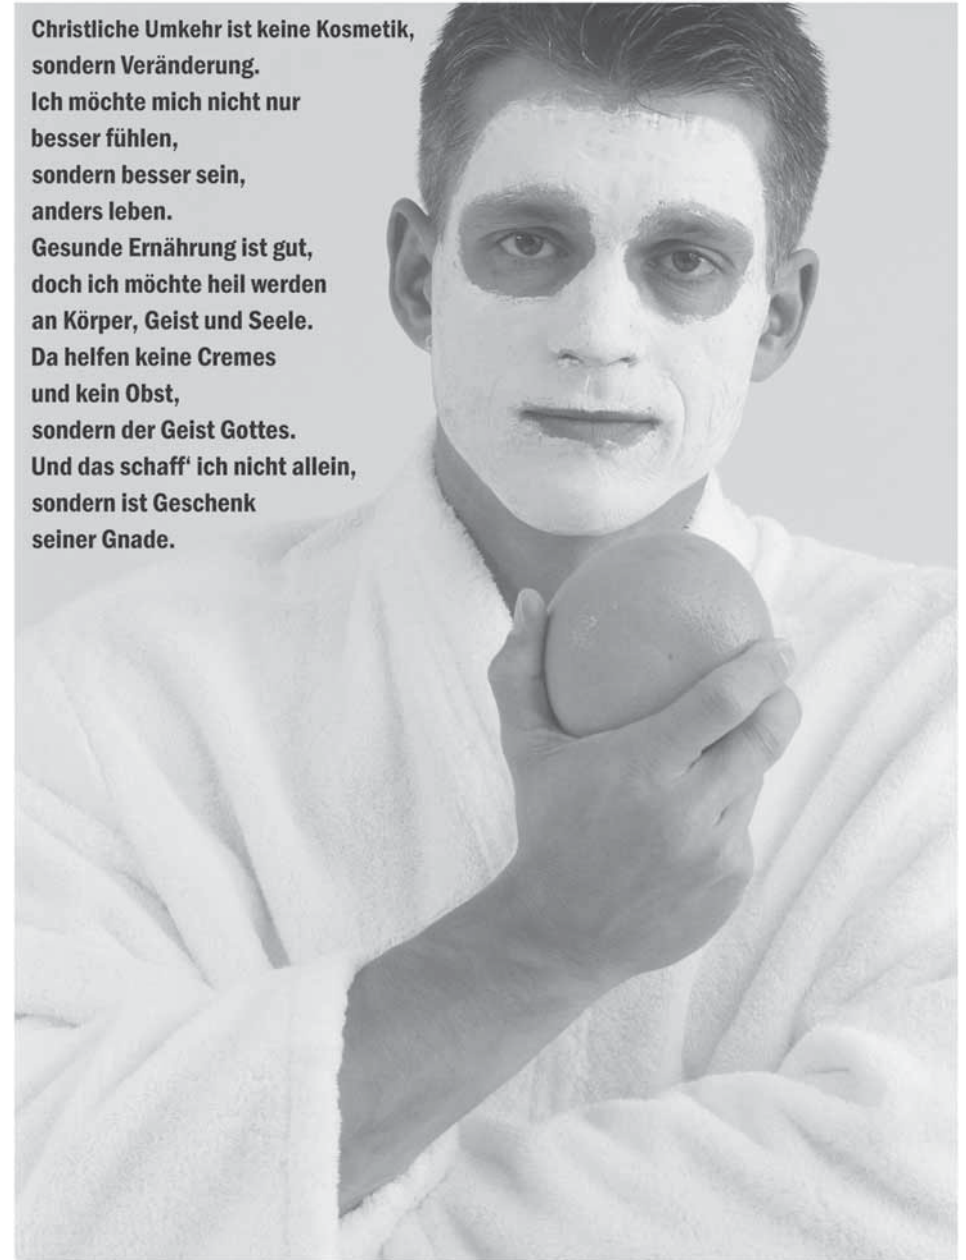 Christliche Umkehr ist keine Kosmetik,
sondern Veränderung.
Ich möchte mich nicht nur
besser fühlen,
sondern besser sein,
anders leben.
Gesunde Ernährung ist gut,
doch ich möchte heil werden
an Körper, Geist und Seele.
Da helfen keine Cremes
und kein Obst,
sondern der Geist Gottes.
Und das schaff‘ ich nicht allein,
sondern ist Geschenk
seiner Gnade.